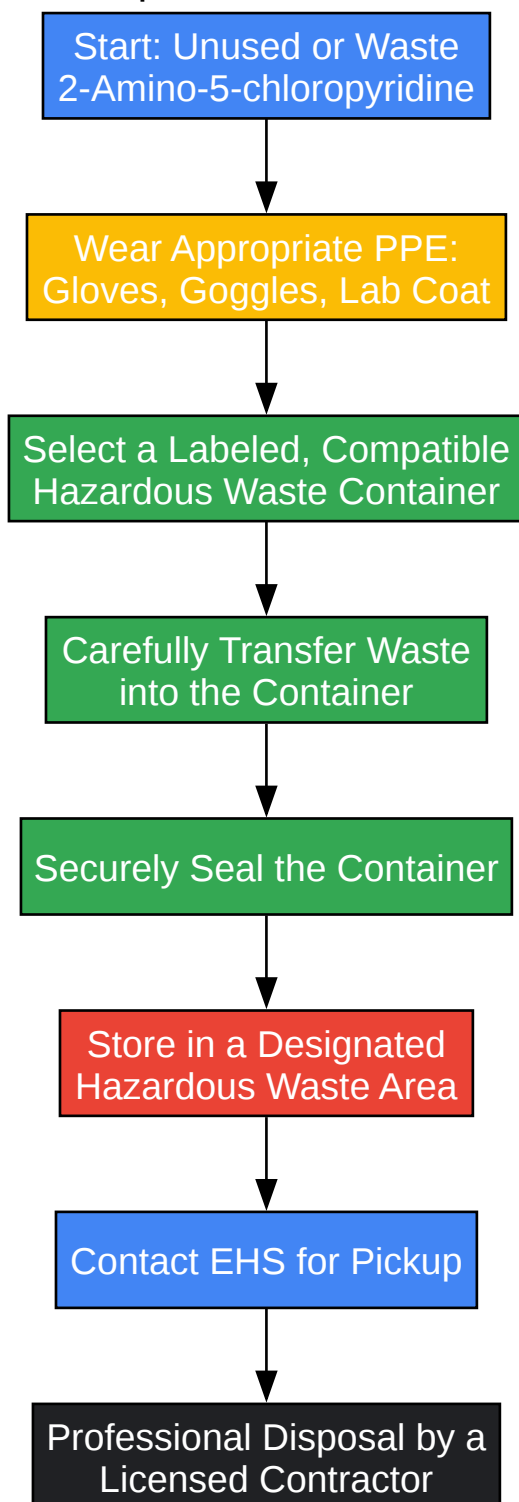 Start: Unused or Waste
2-Amino-5-chloropyridine
Wear Appropriate PPE:
Gloves, Goggles, Lab Coat
Select a Labeled, Compatible
Hazardous Waste Container
Carefully Transfer Waste
into the Container
Securely Seal the Container
Store in a Designated
Hazardous Waste Area
Contact EHS for Pickup
Professional Disposal by a
Licensed Contractor